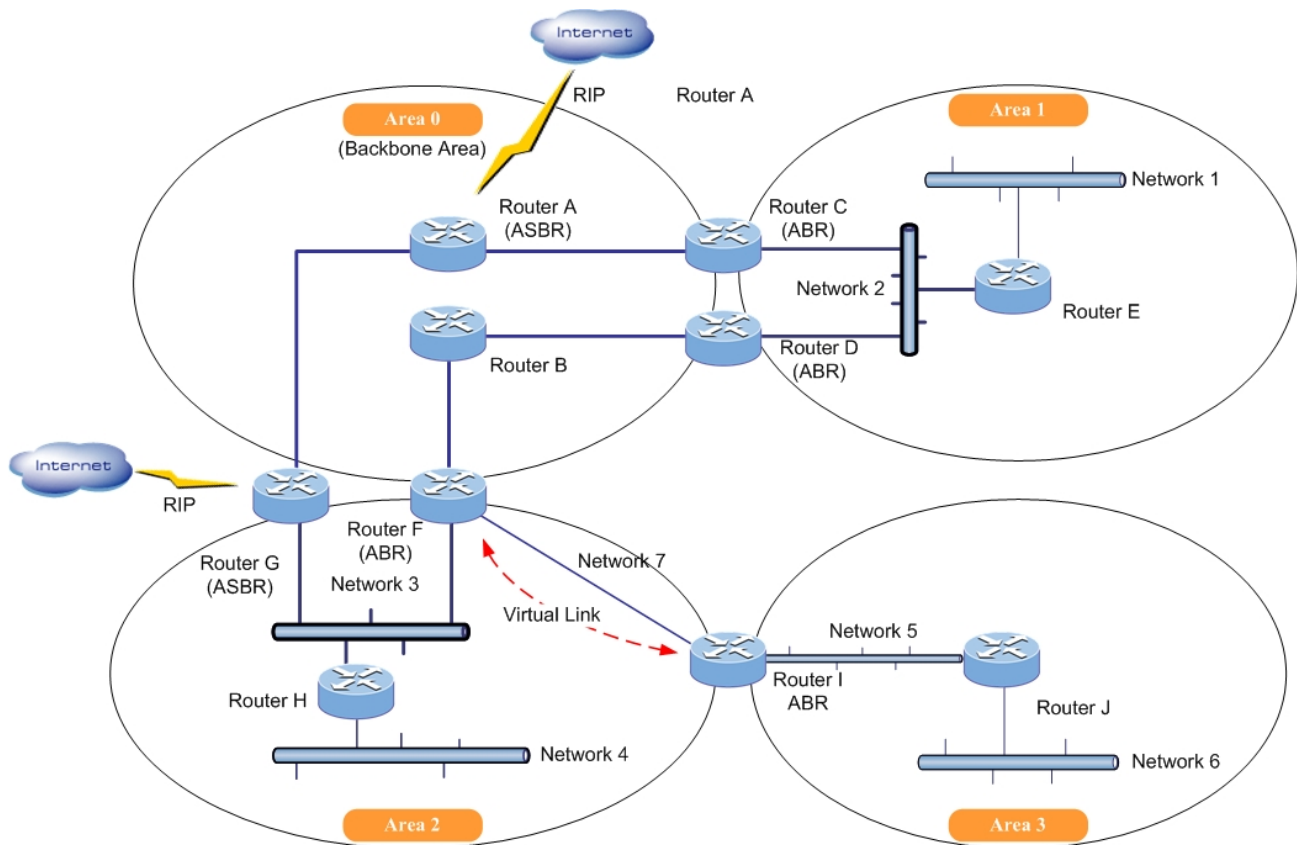 Internet
RIP
Router A
Area 0
(Backbone Area)
Area 1
Network 1
Router A
(ASBR)
Router C
(ABR)
Network 2
Router E
Router B
Router D
(ABR)
Internet
RIP
Router G
(ASBR)
Router F
(ABR)
Network 3
Network 7
Virtual Link
Network 5
Router I
ABR
Router H
Router J
Network 4
Network 6
Area 2
Area 3